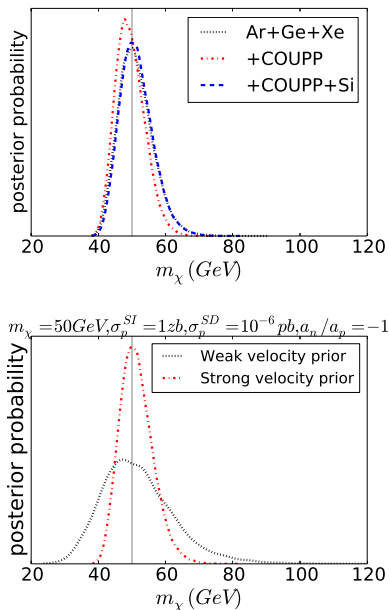 posterior probability
Ar+Ge+Xe
+COUPP
+COUPP+Si
20 40 60 80 100 120
m_χ (GeV)
m_χ=50GeV,σ_p^{SI}=1zb,σ_p^{SD}=10^{-6}pb,a_n/a_p=−1
posterior probability
Weak velocity prior
Strong velocity prior
20 40 60 80 100 120
m_χ (GeV)